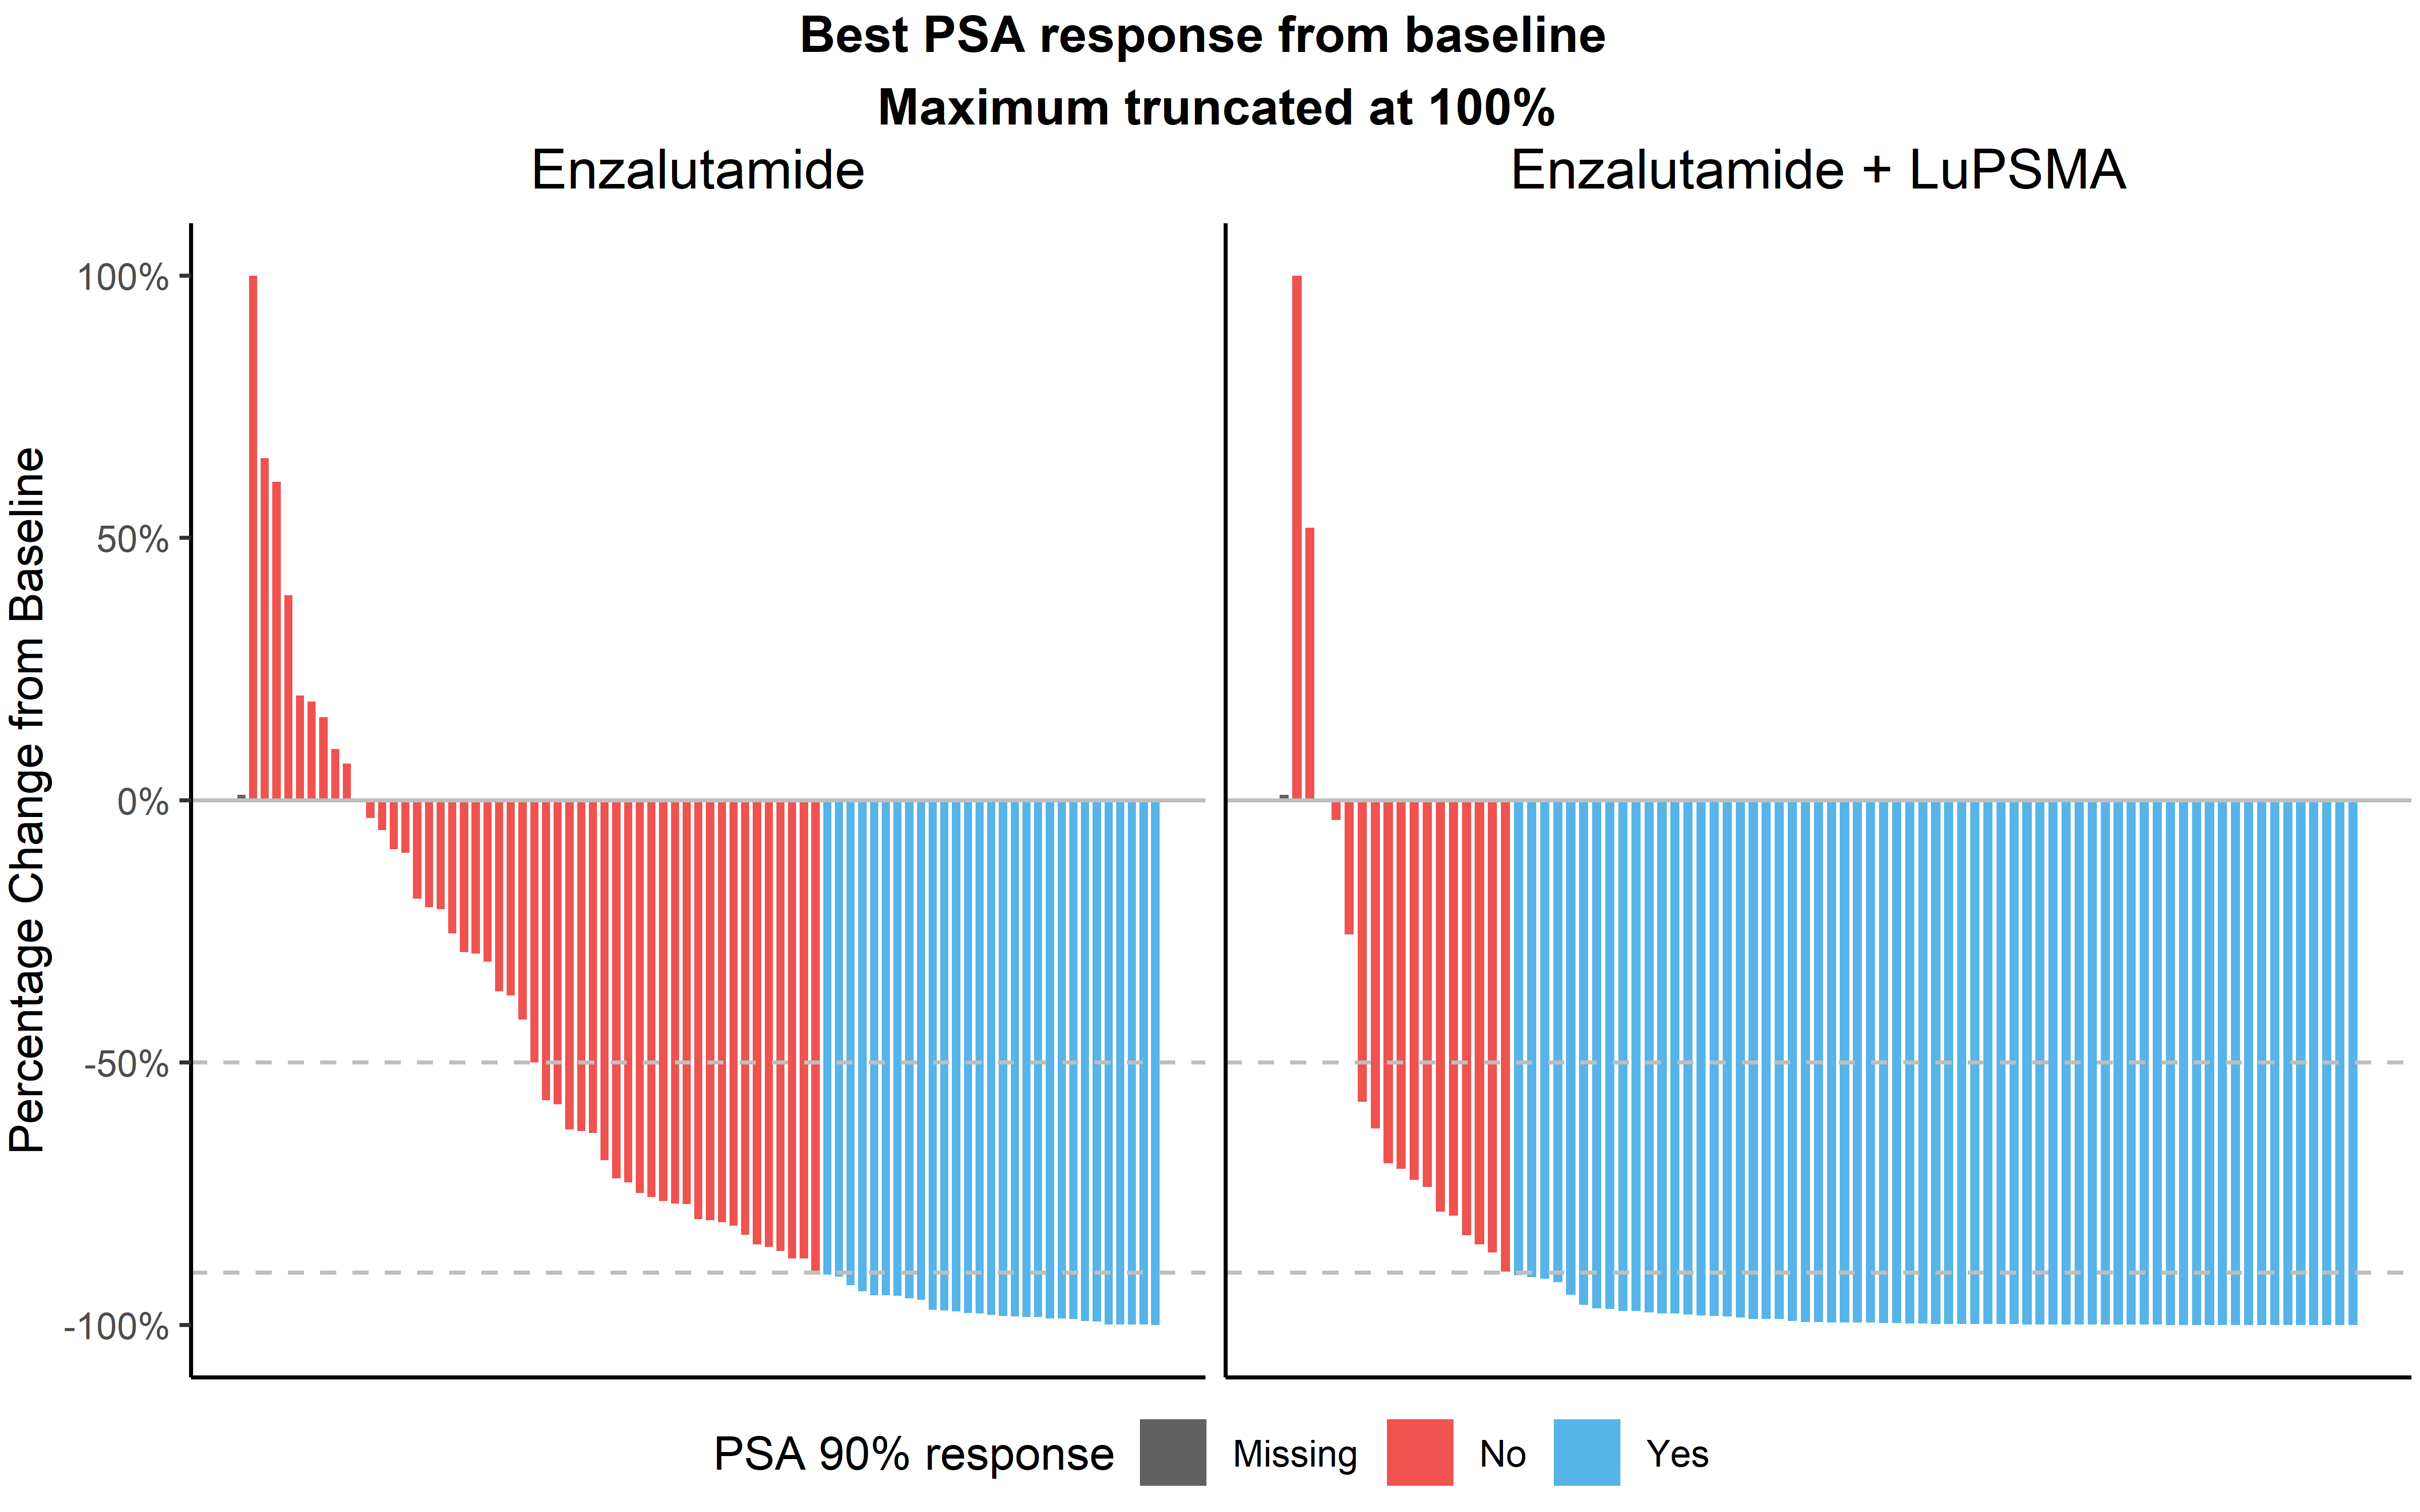 Best PSA response from baseline
Maximum truncated at 100%
Enzalutamide
Enzalutamide + LuPSMA
Percentage Change from Baseline
100%
50%
0%
-50%
-100%
PSA 90% response
Missing
No
Yes